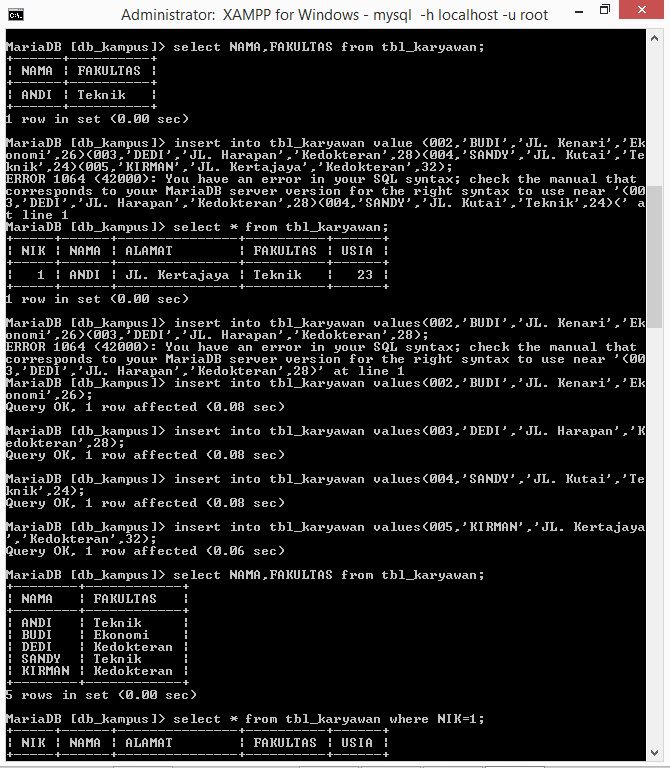 Administrator: XAMPP for Windows - mysql -h localhost -u root
MariaDB [db_kampus]> select NAMA,FAKULTAS from tbl_karyawan;
+------+----------+
| NAMA | FAKULTAS |
+------+----------+
| ANDI | Teknik   |
+------+----------+
1 row in set (0.00 sec)
MariaDB [db_kampus]> insert into tbl_karyawan value (002,'BUDI','JL. Kenari','Ek
onomi',26)(003,'DEDI','JL. Harapan','Kedokteran',28)(004,'SANDY','JL. Kutai','Te
knik',24)(005,'KIRMAN','JL. Kertajaya','Kedokteran',32);
ERROR 1064 (42000): You have an error in your SQL syntax; check the manual that
corresponds to your MariaDB server version for the right syntax to use near '(00
3,'DEDI','JL. Harapan','Kedokteran',28)(004,'SANDY','JL. Kutai','Teknik',24)(' a
t line 1
MariaDB [db_kampus]> select * from tbl_karyawan;
+-----+------+---------------+----------+------+
| NIK | NAMA | ALAMAT        | FAKULTAS | USIA |
+-----+------+---------------+----------+------+
|   1 | ANDI | JL. Kertajaya | Teknik   |   23 |
+-----+------+---------------+----------+------+
1 row in set (0.00 sec)
MariaDB [db_kampus]> insert into tbl_karyawan values(002,'BUDI','JL. Kenari','Ek
onomi',26)(003,'DEDI','JL. Harapan','Kedokteran',28);
ERROR 1064 (42000): You have an error in your SQL syntax; check the manual that
corresponds to your MariaDB server version for the right syntax to use near '(00
3,'DEDI','JL. Harapan','Kedokteran',28)' at line 1
MariaDB [db_kampus]> insert into tbl_karyawan values(002,'BUDI','JL. Kenari','Ek
onomi',26);
Query OK, 1 row affected (0.08 sec)
MariaDB [db_kampus]> insert into tbl_karyawan values(003,'DEDI','JL. Harapan','K
edokteran',28);
Query OK, 1 row affected (0.08 sec)
MariaDB [db_kampus]> insert into tbl_karyawan values(004,'SANDY','JL. Kutai','Te
knik',24);
Query OK, 1 row affected (0.08 sec)
MariaDB [db_kampus]> insert into tbl_karyawan values(005,'KIRMAN','JL. Kertajaya
','Kedokteran',32);
Query OK, 1 row affected (0.06 sec)
MariaDB [db_kampus]> select NAMA,FAKULTAS from tbl_karyawan;
+--------+------------+
| NAMA   | FAKULTAS   |
+--------+------------+
| ANDI   | Teknik     |
| BUDI   | Ekonomi    |
| DEDI   | Kedokteran |
| SANDY  | Teknik     |
| KIRMAN | Kedokteran |
+--------+------------+
5 rows in set (0.00 sec)
MariaDB [db_kampus]> select * from tbl_karyawan where NIK=1;
+-----+------+---------------+----------+------+
| NIK | NAMA | ALAMAT        | FAKULTAS | USIA |
+-----+------+---------------+----------+------+